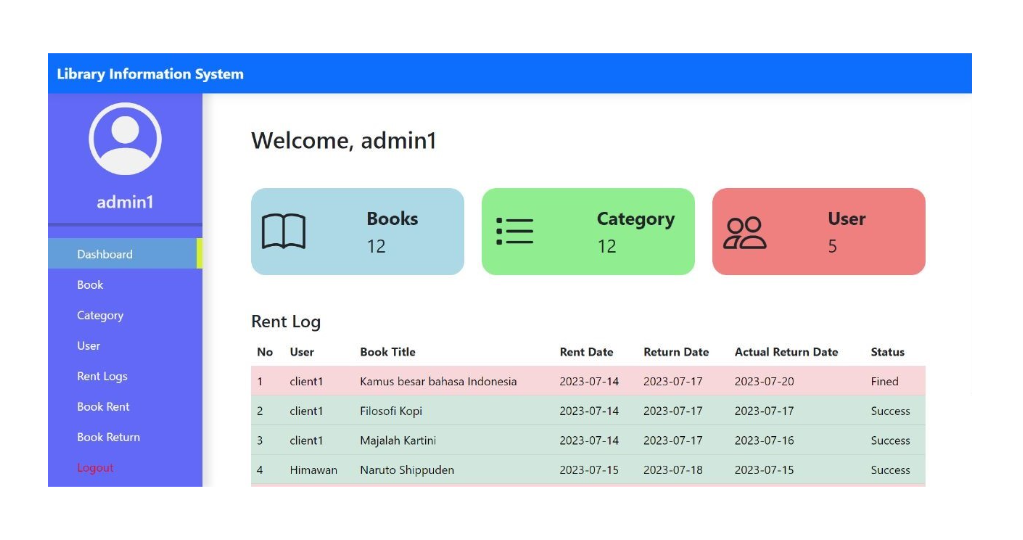 Library Information System
admin1
Dashboard
Book
Category
User
Rent Logs
Book Rent
Book Return
Logout
Welcome, admin1
Books
12
Category
12
User
5
Rent Log
No User Book Title Rent Date Return Date Actual Return Date Status
1 client1 Kamus besar bahasa Indonesia 2023-07-14 2023-07-17 2023-07-20 Fined
2 client1 Filosofi Kopi 2023-07-14 2023-07-17 2023-07-17 Success
3 client1 Majalah Kartini 2023-07-14 2023-07-17 2023-07-16 Success
4 Himawan Naruto Shippuden 2023-07-15 2023-07-18 2023-07-15 Success